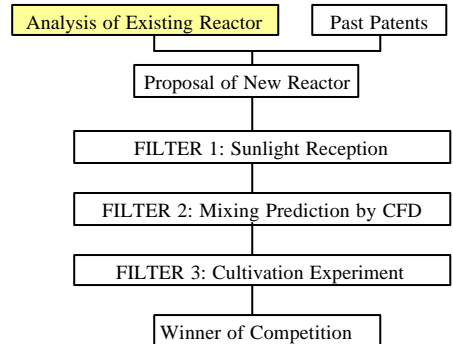 Analysis of Existing Reactor
Past Patents
Proposal of New Reactor
FILTER 1: Sunlight Reception
FILTER 2: Mixing Prediction by CFD
FILTER 3: Cultivation Experiment
Winner of Competition